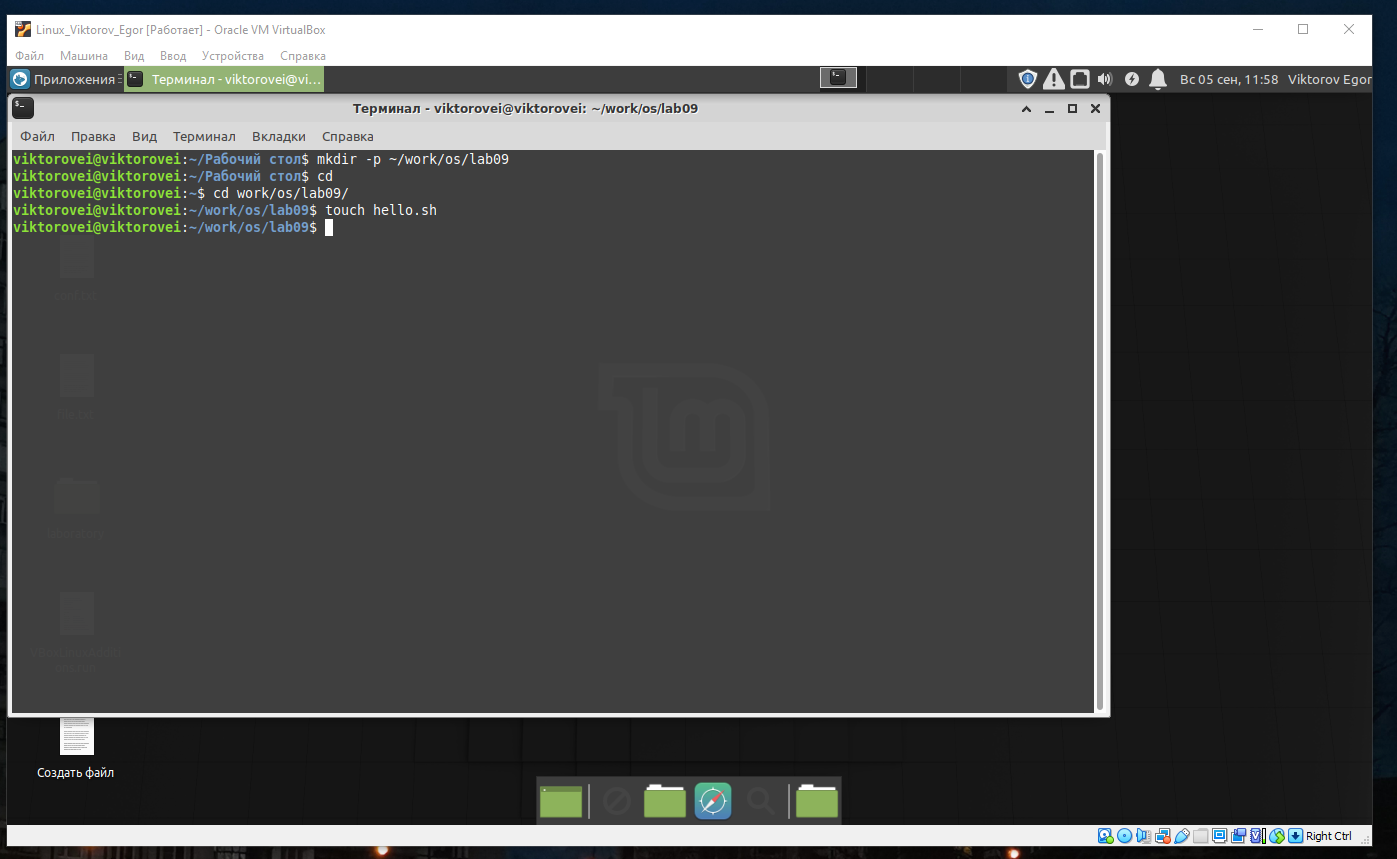 Linux_Viktorov_Egor [Работает] - Oracle VM VirtualBox
Файл Машина Вид Ввод Устройства Справка
Приложения Терминал - viktorovei@vi... Вс 05 сен, 11:58 Viktorov Egor
Терминал - viktorovei@viktorovei: ~/work/os/lab09
Файл Правка Вид Терминал Вкладки Справка
viktorovei@viktorovei:~/Рабочий стол$ mkdir -p ~/work/os/lab09
viktorovei@viktorovei:~/Рабочий стол$ cd
viktorovei@viktorovei:~$ cd work/os/lab09/
viktorovei@viktorovei:~/work/os/lab09$ touch hello.sh
viktorovei@viktorovei:~/work/os/lab09$
Создать файл
Right Ctrl